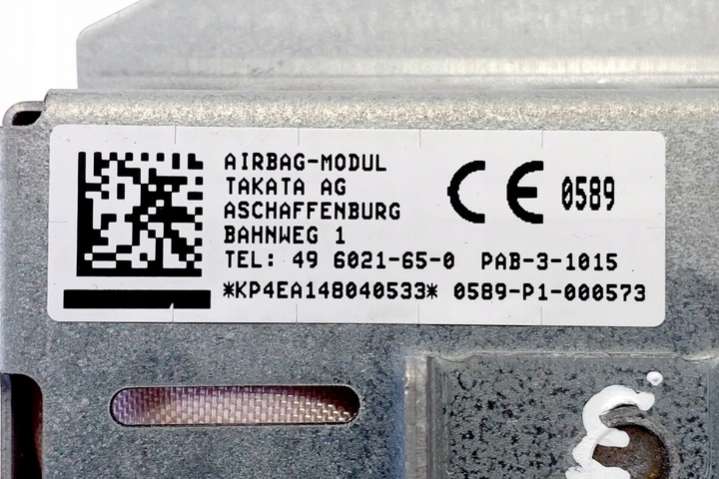 AIRBAG-MODUL
TAKATA AG
ASCHAFFENBURG
BAHNWEG 1
TEL: 49 6021-65-0 PAB-3-1015
*KP4EA148040533* 0589-P1-000573
CE 0589